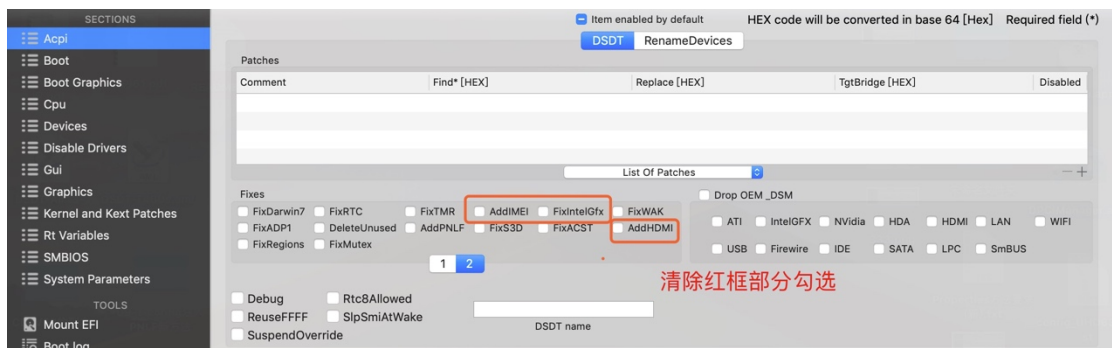 SECTIONS
Item enabled by default HEX code will be converted in base 64 [Hex] Required field (*)
Acpi
DSDT RenameDevices
Boot
Patches
Boot Graphics
Comment Find* [HEX] Replace [HEX] TgtBridge [HEX] Disabled
Cpu
Devices
Disable Drivers
Gui
List Of Patches
Graphics
Fixes Drop OEM _DSM
Kernel and Kext Patches
FixDarwin7 FixRTC FixTMR AddIMEI FixIntelGfx FixWAK
ATI IntelGFX NVidia HDA HDMI LAN WIFI
Rt Variables
FixADP1 DeleteUnused AddPNLF FixS3D FixACST AddHDMI
SMBIOS
FixRegions FixMutex
USB Firewire IDE SATA LPC SmBUS
1 2
System Parameters
清除红框部分勾选
TOOLS
Debug Rtc8Allowed
Mount EFI
ReuseFFFF SlpSmiAtWake
DSDT name
SuspendOverride
Boot log